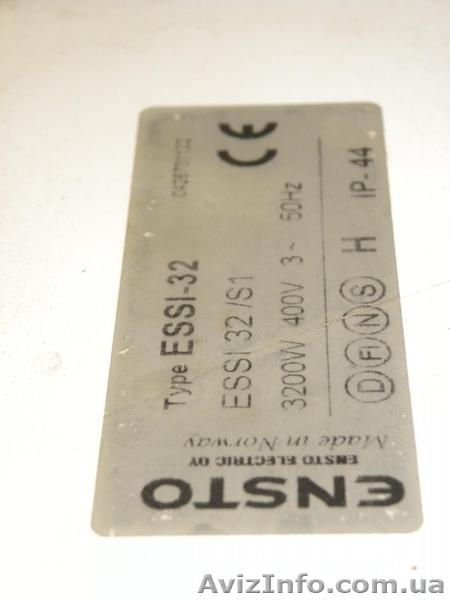 ENSTO
ENSTO ELECTRIC OY
Made in Norway
Type ESSI-32
ESSI 32/S1
3200W 400V 3~ 50Hz
D FI N S H IP-44
CE
AvizInfo.com.ua